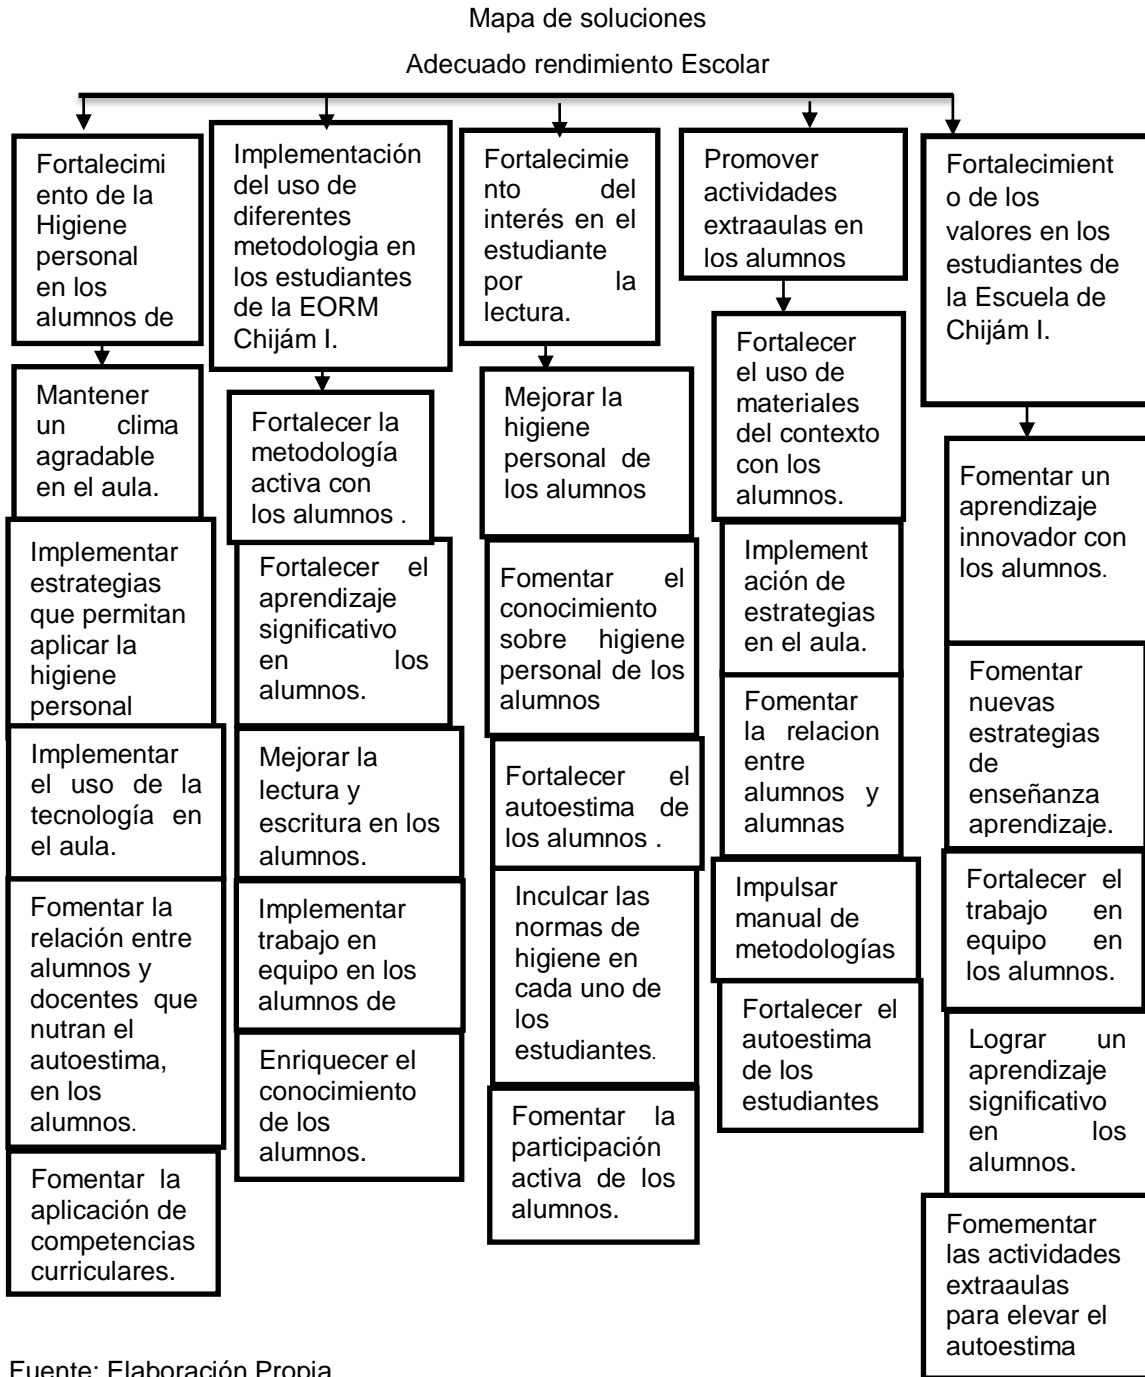 Mapa de soluciones
Adecuado rendimiento Escolar
Fortalecimi
ento de la
Higiene
personal
en los
alumnos de
Mantener
un clima
agradable
en el aula.
Implementar
estrategias
que permitan
aplicar la
higiene
personal
Implementar
el uso de la
tecnología en
el aula.
Fomentar la
relación entre
alumnos y
docentes que
nutran el
autoestima,
en los
alumnos.
Fomentar la
aplicación de
competencias
curriculares.
Implementación
del uso de
diferentes
metodologia en
los estudiantes
de la EORM
Chijám I.
Fortalecer la
metodología
activa con
los alumnos .
Fortalecer el
aprendizaje
significativo
en los
alumnos.
Mejorar la
lectura y
escritura en los
alumnos.
Implementar
trabajo en
equipo en los
alumnos de
Enriquecer el
conocimiento
de los
alumnos.
Fortalecimie
nto del
interés en el
estudiante
por la
lectura.
Mejorar la
higiene
personal de
los alumnos
Fomentar el
conocimiento
sobre higiene
personal de los
alumnos
Fortalecer el
autoestima de
los alumnos .
Inculcar las
normas de
higiene en
cada uno de
los
estudiantes.
Fomentar la
participación
activa de los
alumnos.
Promover
actividades
extraaulas en
los alumnos
Fortalecer
el uso de
materiales
del contexto
con los
alumnos.
Implement
ación de
estrategias
en el aula.
Fomentar
la relacion
entre
alumnos y
alumnas
Impulsar
manual de
metodologías
Fortalecer el
autoestima
de los
estudiantes
Fortalecimient
o de los
valores en los
estudiantes de
la Escuela de
Chijám I.
Fomentar un
aprendizaje
innovador con
los alumnos.
Fomentar
nuevas
estrategias
de
enseñanza
aprendizaje.
Fortalecer el
trabajo en
equipo en
los alumnos.
Lograr un
aprendizaje
significativo
en los
alumnos.
Fomementar
las actividades
extraaulas
para elevar el
autoestima
Fuente: Elaboración Propia